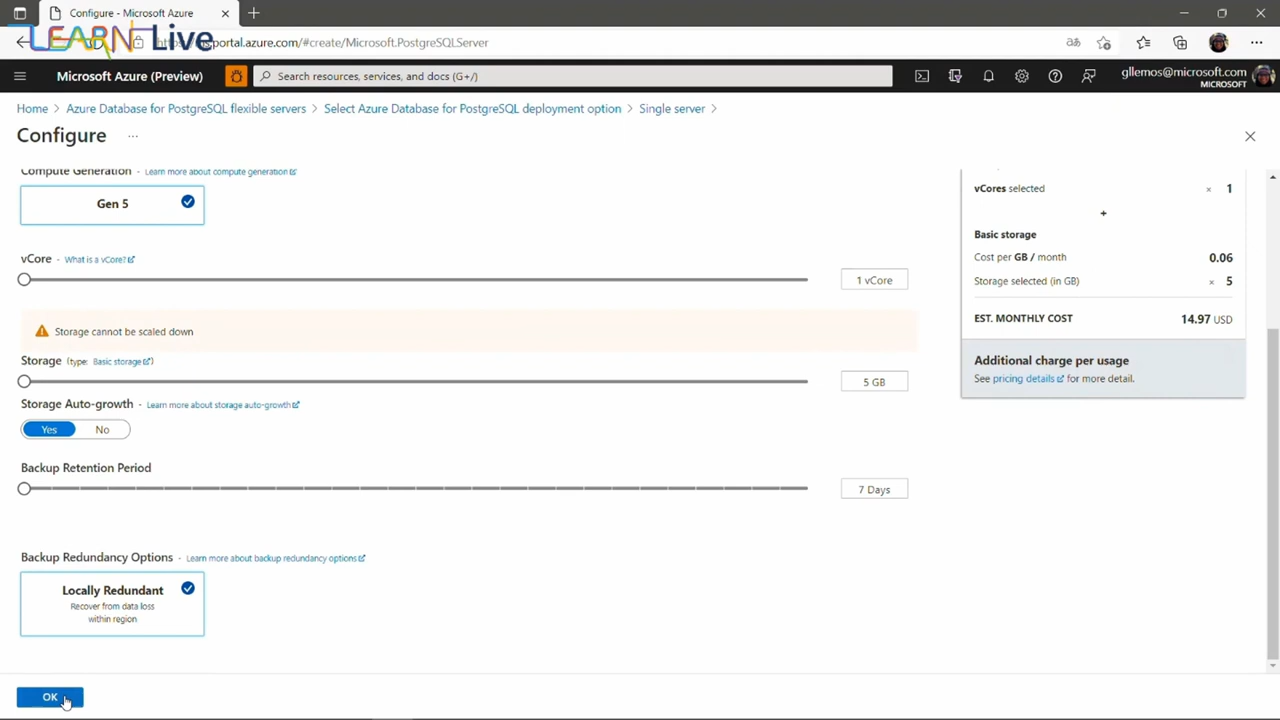 Configure - Microsoft Azure
LEARN Live
portal.azure.com/#create/Microsoft.PostgreSQLServer
Microsoft Azure (Preview)
Search resources, services, and docs (G+/)
gllemos@microsoft.com
MICROSOFT
Home > Azure Database for PostgreSQL flexible servers > Select Azure Database for PostgreSQL deployment option > Single server >
Configure ...
Compute Generation - Learn more about compute generation
Gen 5
vCore - What is a vCore?
1 vCore
Storage cannot be scaled down
Storage (type: Basic storage)
5 GB
Storage Auto-growth - Learn more about storage auto-growth
Yes No
Backup Retention Period
7 Days
Backup Redundancy Options - Learn more about backup redundancy options
Locally Redundant
Recover from data loss
within region
OK
vCores selected × 1
+
Basic storage
Cost per GB / month 0.06
Storage selected (in GB) × 5
EST. MONTHLY COST 14.97 USD
Additional charge per usage
See pricing details for more detail.